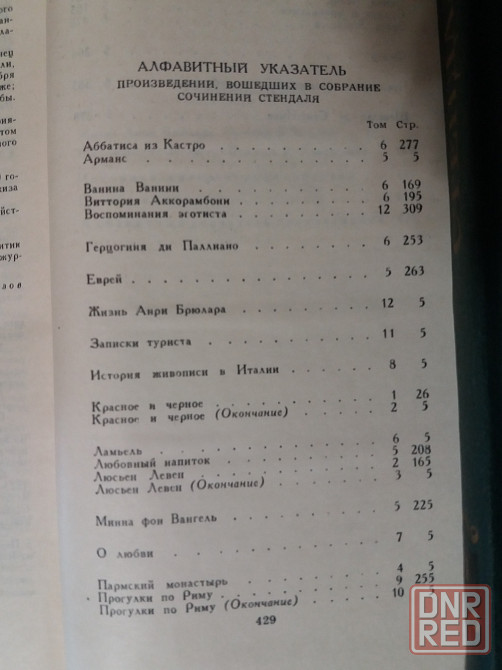 АЛФАВИТНЫЙ УКАЗАТЕЛЬ
ПРОИЗВЕДЕНИЙ, ВОШЕДШИХ В СОБРАНИЕ
СОЧИНЕНИЙ СТЕНДАЛЯ
Том Стр.
Аббатиса из Кастро . . . . . . . . . . 6 277
Арманс . . . . . . . . . . 5 5
Ванина Ванини . . . . . . . . . . 6 169
Виттория Аккорамбони . . . . . . . . . . 6 195
Воспоминания эготиста . . . . . . . . . . 12 309
Герцогиня ди Паллиано . . . . . . . . . . 6 253
Еврей . . . . . . . . . . 5 263
Жизнь Анри Брюлара . . . . . . . . . . 12 5
Записки туриста . . . . . . . . . . 11 5
История живописи в Италии . . . . . . . . . . 8 5
Красное и черное . . . . . . . . . . 1 26
Красное и черное (Окончание) . . . . . . . . . . 2 5
Ламьель . . . . . . . . . . 6 5
Любовный напиток . . . . . . . . . . 5 208
Люсьен Левен . . . . . . . . . . 2 165
Люсьен Левен (Окончание) . . . . . . . . . . 3 5
Минна фон Вангель . . . . . . . . . . 5 225
О любви . . . . . . . . . . 7 5
Пармский монастырь . . . . . . . . . . 4 5
Прогулки по Риму . . . . . . . . . . 9 255
Прогулки по Риму (Окончание) . . . . . . . . . . 10 5
429
DNR
RED